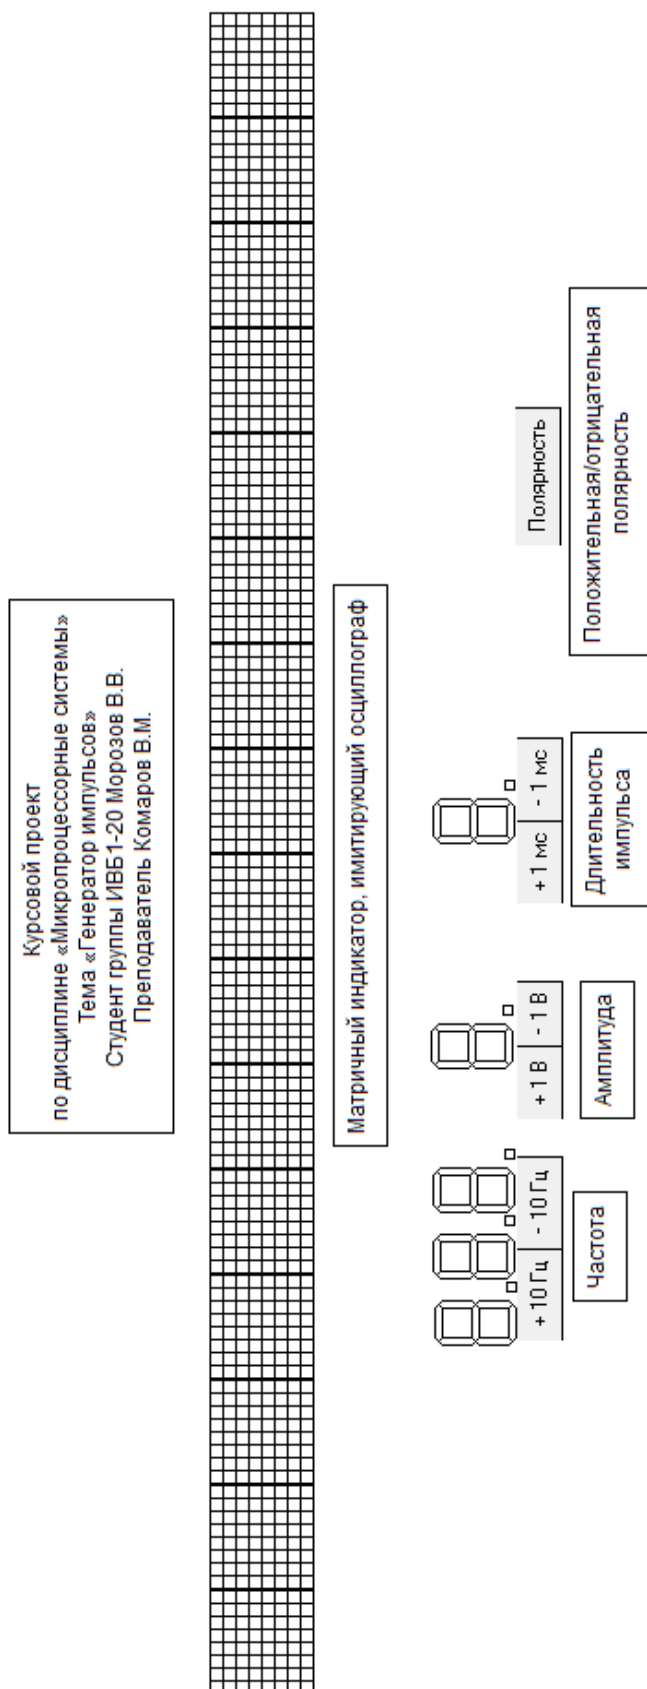 Курсовой проект
по дисциплине «Микропроцессорные системы»
Тема «Генератор импульсов»
Студент группы ИВБ1-20 Морозов В.В.
Преподаватель Комаров В.М.
Матричный индикатор, имитирующий осциллограф
+ 10 Гц
- 10 Гц
Частота
+ 1 В
- 1 В
Амплитуда
+ 1 мс
- 1 мс
Длительность
импульса
Полярность
Положительная/отрицательная
полярность